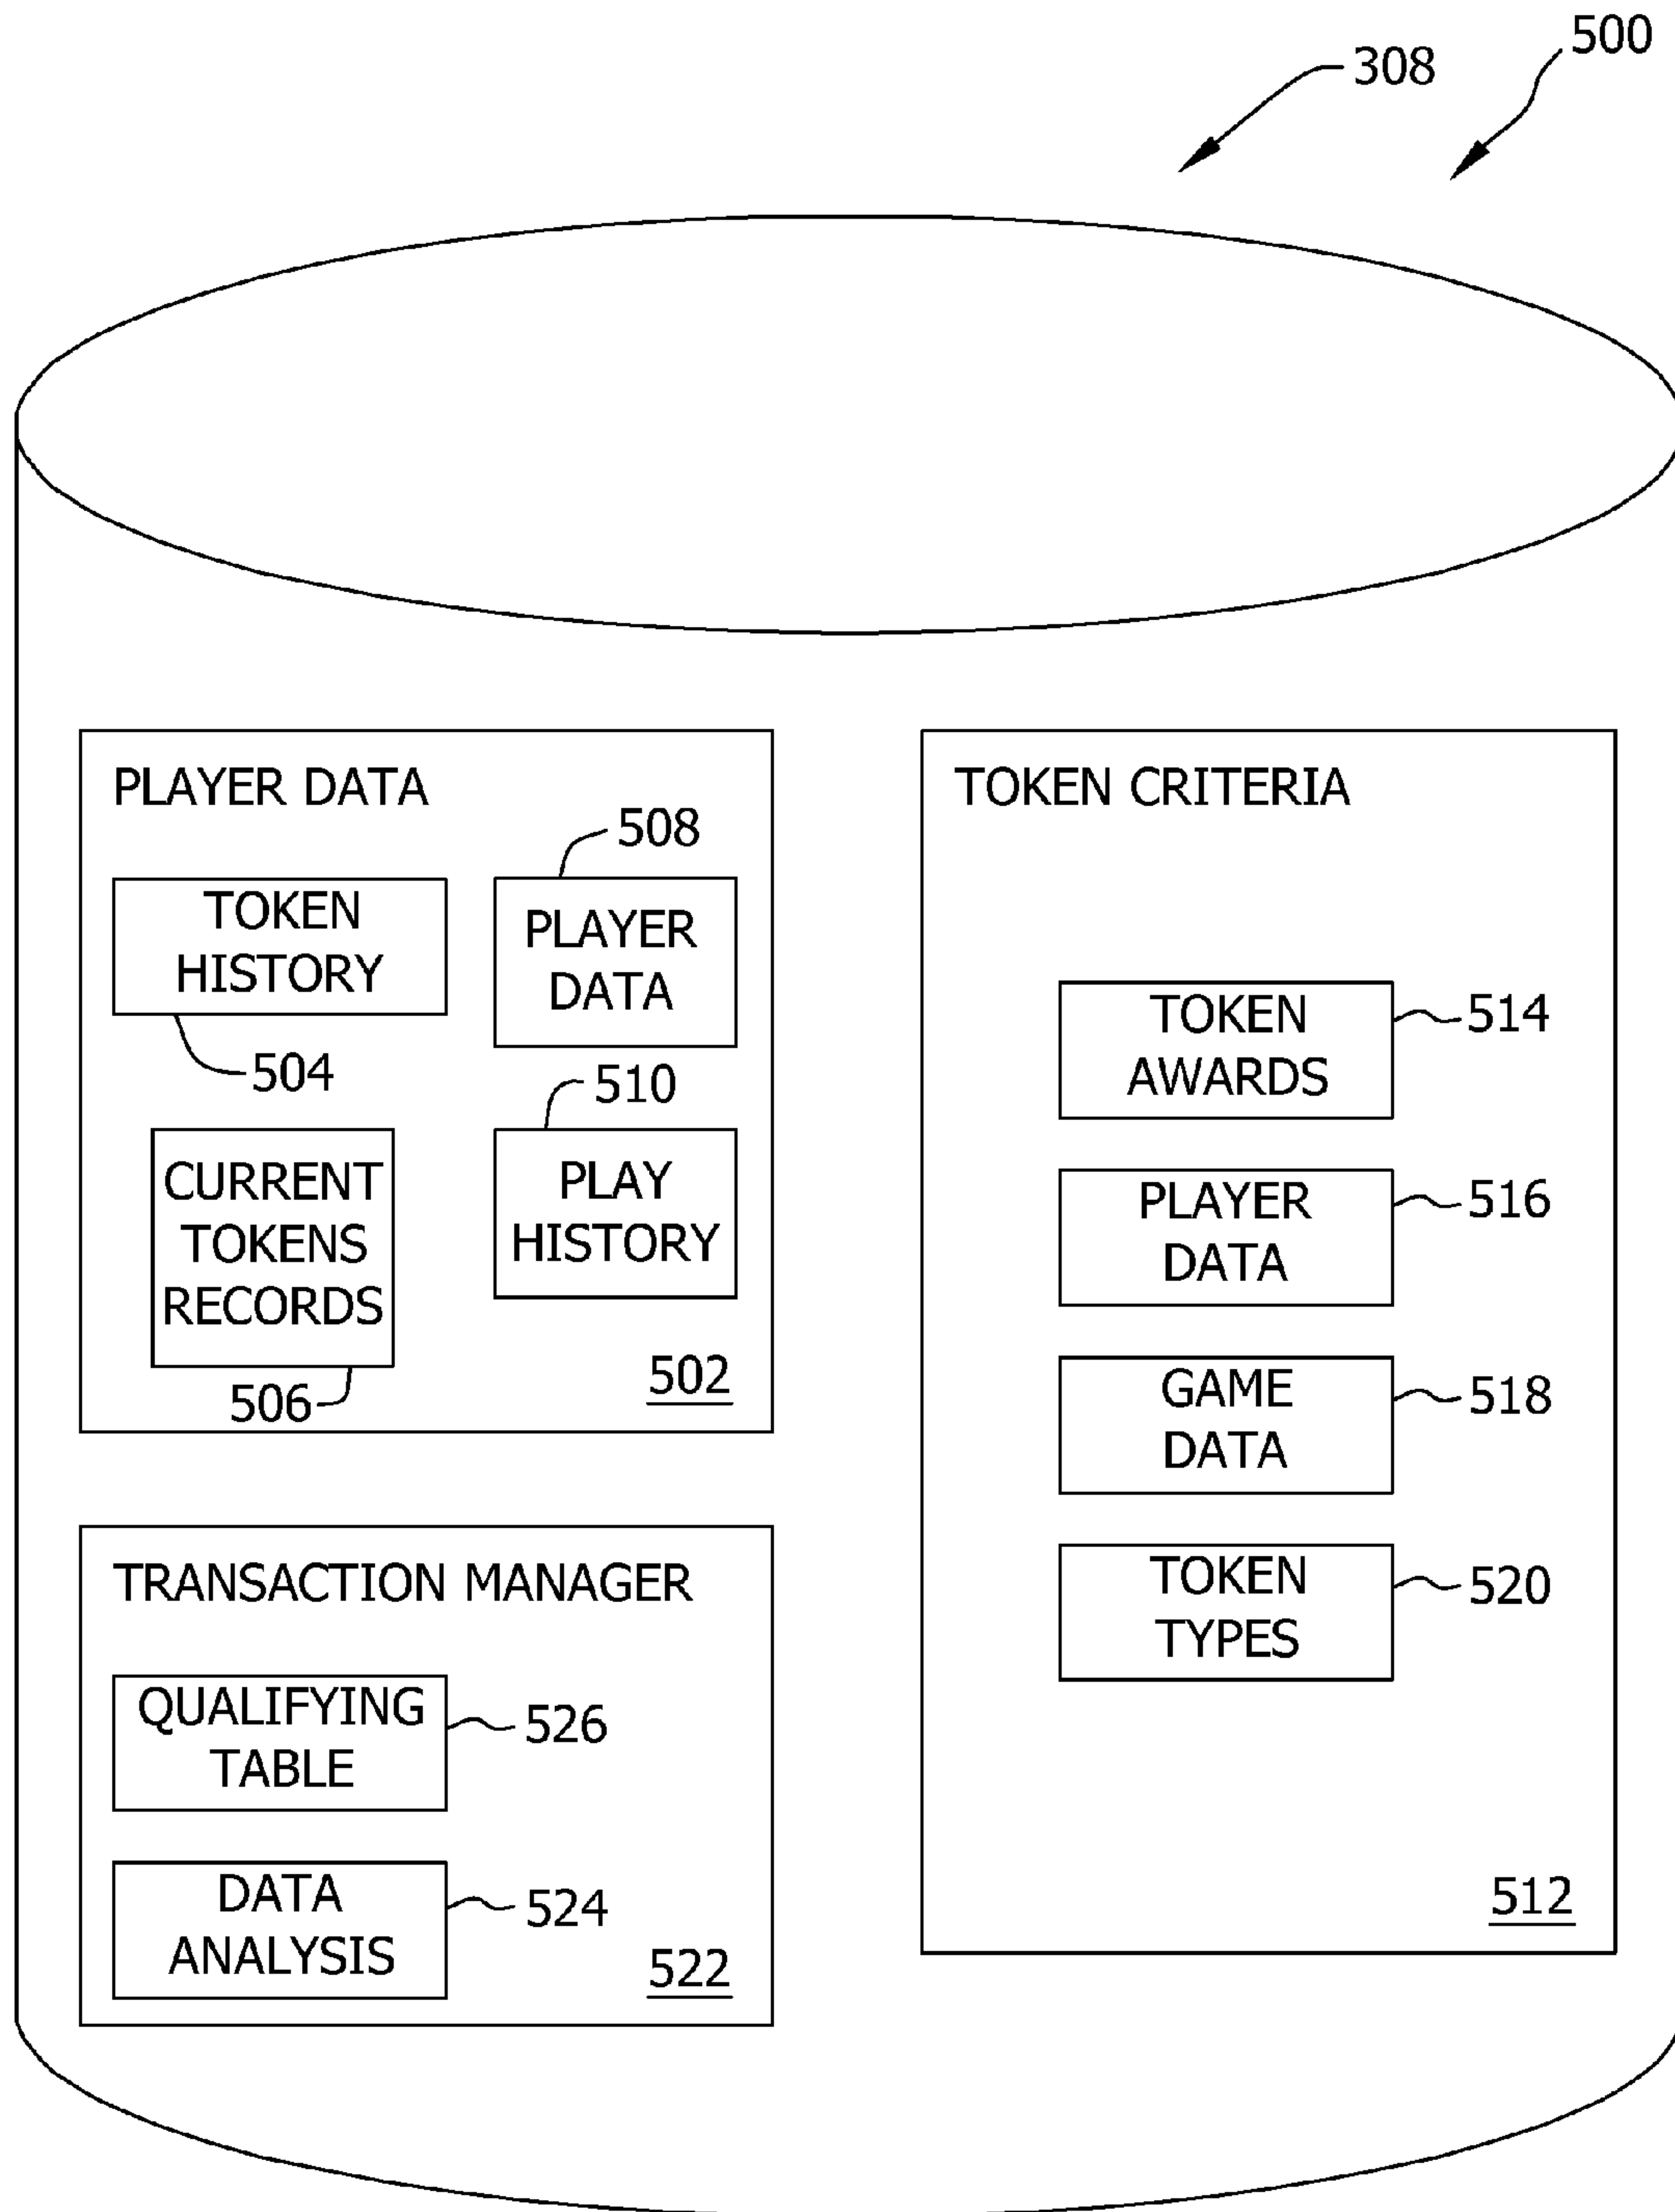 500
308
PLAYER DATA
508
TOKEN
HISTORY
504
PLAYER
DATA
510
CURRENT
TOKENS
RECORDS
506
PLAY
HISTORY
502
TOKEN CRITERIA
TOKEN
AWARDS
514
PLAYER
DATA
516
GAME
DATA
518
TOKEN
TYPES
520
512
TRANSACTION MANAGER
QUALIFYING
TABLE
526
DATA
ANALYSIS
524
522